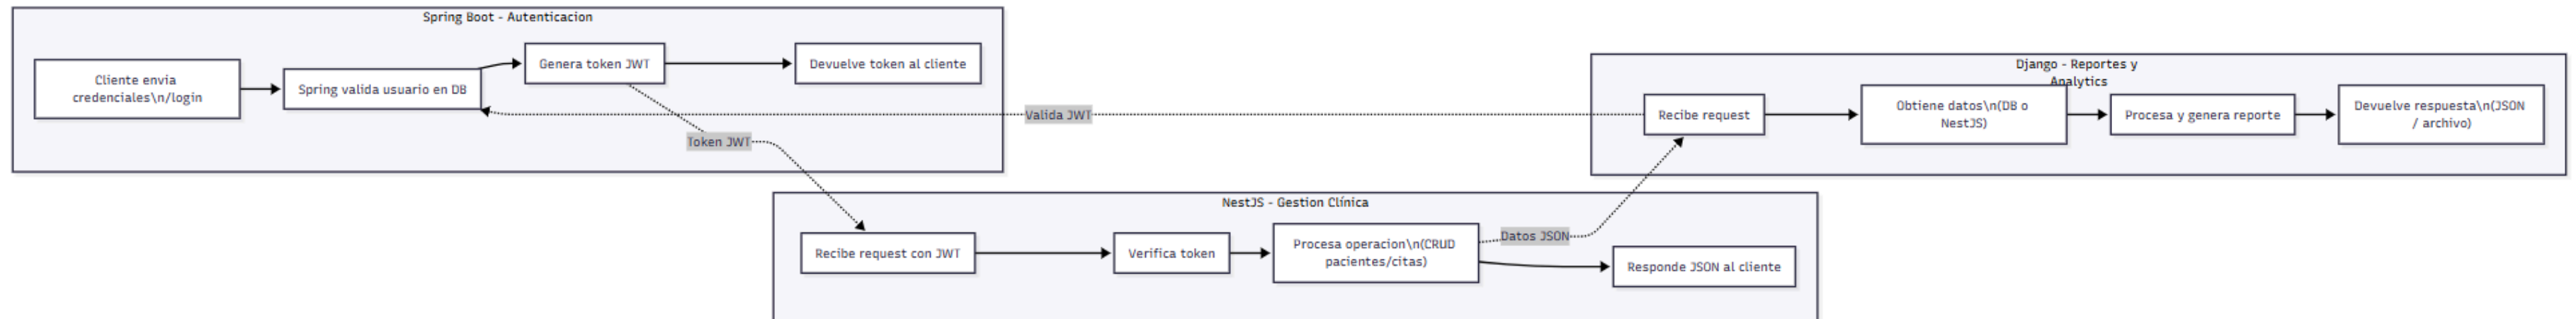 Spring Boot - Autenticacion
Cliente envia
credenciales\n/login
Spring valida usuario en DB
Genera token JWT
Devuelve token al cliente
Token JWT
Valida JWT
Django - Reportes y
Analytics
Recibe request
Obtiene datos\n(DB o
NestJS)
Procesa y genera reporte
Devuelve respuesta\n(JSON
/ archivo)
NestJS - Gestion Clínica
Recibe request con JWT
Verifica token
Procesa operacion\n(CRUD
pacientes/citas)
Datos JSON
Responde JSON al cliente